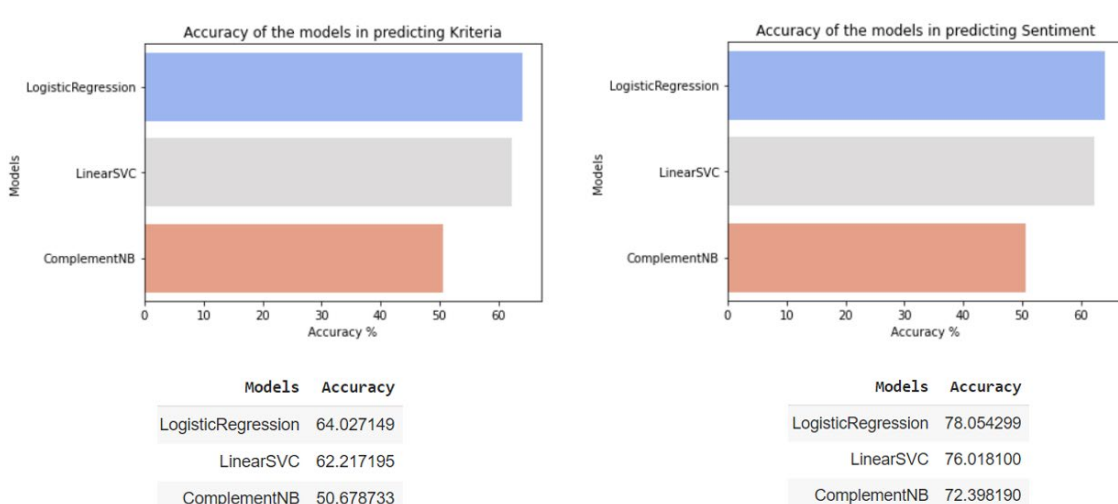 Accuracy of the models in predicting Kriteria
Models
LogisticRegression
LinearSVC
ComplementNB
0 10 20 30 40 50 60
Accuracy %
Models Accuracy
LogisticRegression 64.027149
LinearSVC 62.217195
ComplementNB 50.678733
Accuracy of the models in predicting Sentiment
Models
LogisticRegression
LinearSVC
ComplementNB
0 10 20 30 40 50 60
Accuracy %
Models Accuracy
LogisticRegression 78.054299
LinearSVC 76.018100
ComplementNB 72.398190